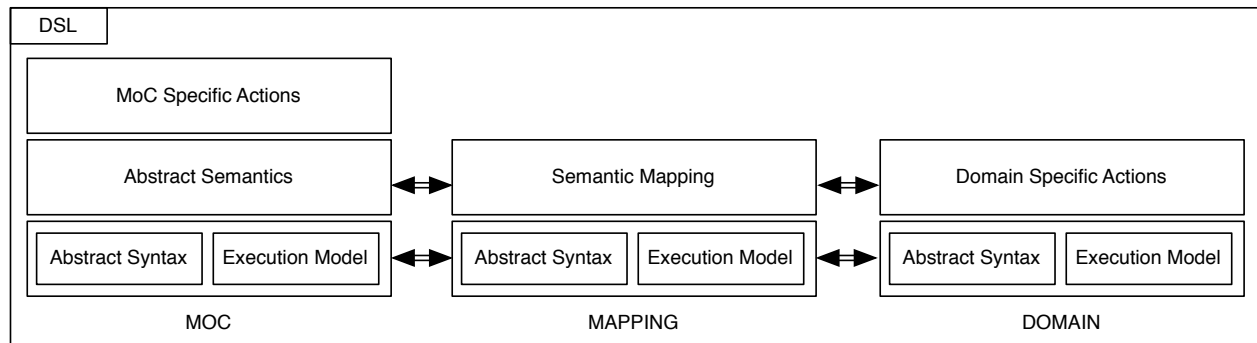 DSL
MoC Specific Actions
Abstract Semantics
Semantic Mapping
Domain Specific Actions
Abstract Syntax
Execution Model
Abstract Syntax
Execution Model
Abstract Syntax
Execution Model
MOC
MAPPING
DOMAIN